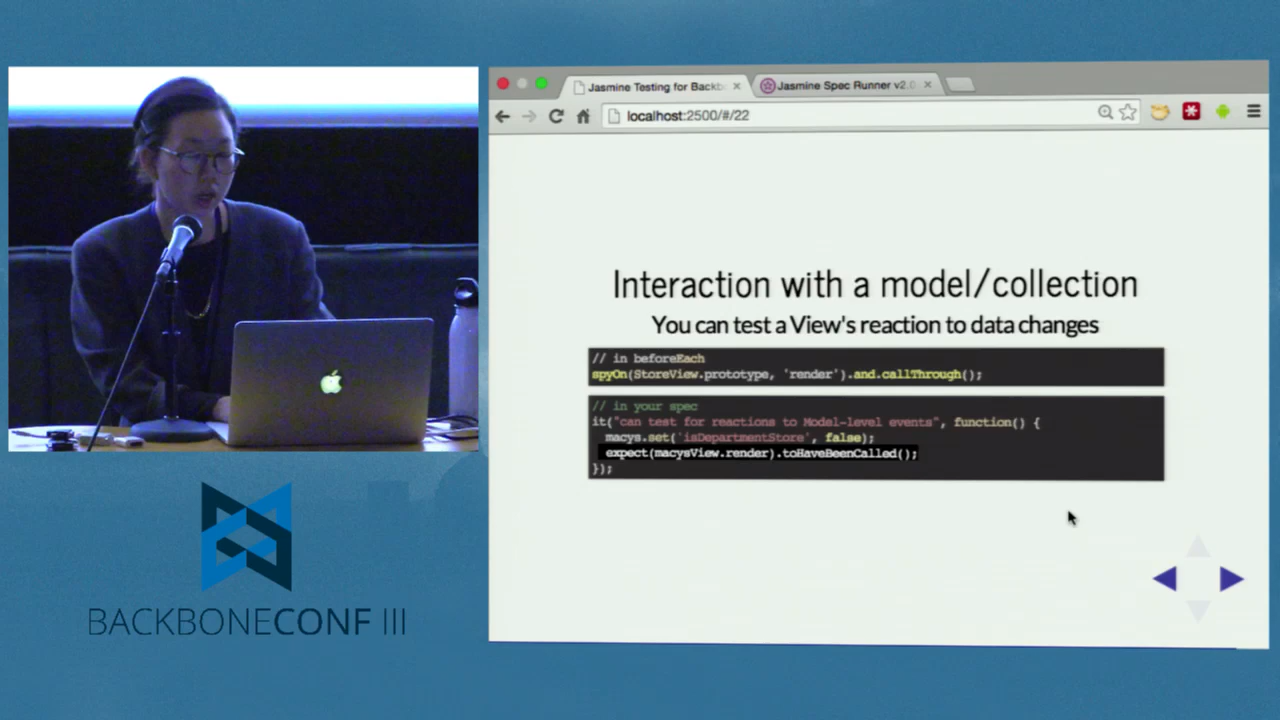 Jasmine Testing for Backb
Jasmine Spec Runner v2.0
localhost:2500/#/22
Interaction with a model/collection
You can test a View's reaction to data changes
// in beforeEach
spyOn(StoreView.prototype, 'render').and.callThrough();
// in your spec
it("can test for reactions to Model-level events", function() {
macys.set('isDepartmentStore', false);
expect(macysView.render).toHaveBeenCalled();
});
BACKBONECONF III